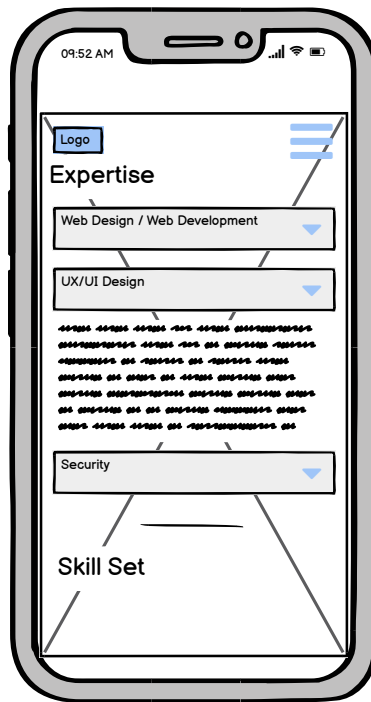 09:52 AM
Logo
Expertise
Web Design / Web Development
UX/UI Design
Security
Skill Set